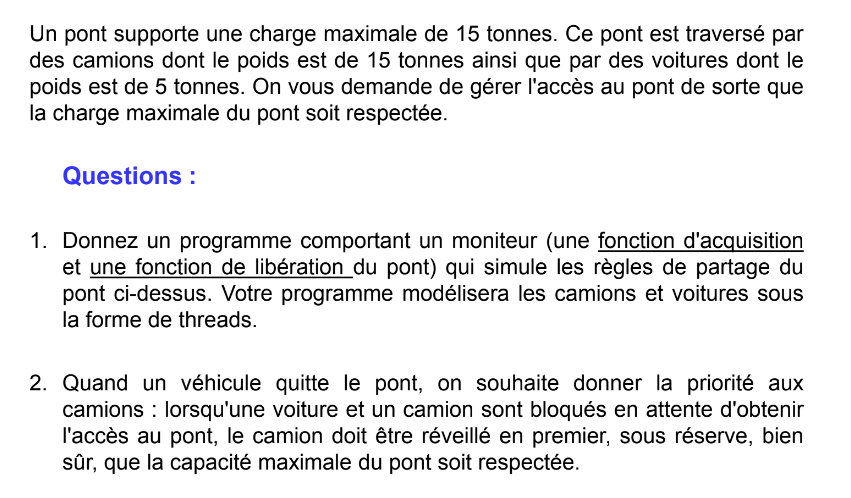 Un pont supporte une charge maximale de 15 tonnes. Ce pont est traversé par
des camions dont le poids est de 15 tonnes ainsi que par des voitures dont le
poids est de 5 tonnes. On vous demande de gérer l'accès au pont de sorte que
la charge maximale du pont soit respectée.
Questions :
1. Donnez un programme comportant un moniteur (une fonction d'acquisition
et une fonction de libération du pont) qui simule les règles de partage du
pont ci-dessus. Votre programme modélisera les camions et voitures sous
la forme de threads.
2. Quand un véhicule quitte le pont, on souhaite donner la priorité aux
camions : lorsqu'une voiture et un camion sont bloqués en attente d'obtenir
l'accès au pont, le camion doit être réveillé en premier, sous réserve, bien
sûr, que la capacité maximale du pont soit respectée.